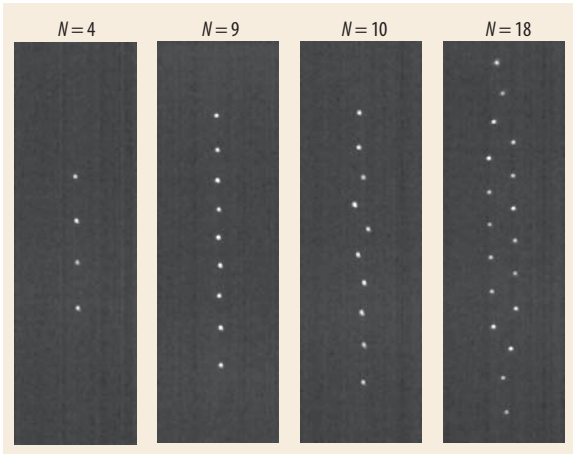 N = 4
N = 9
N = 10
N = 18